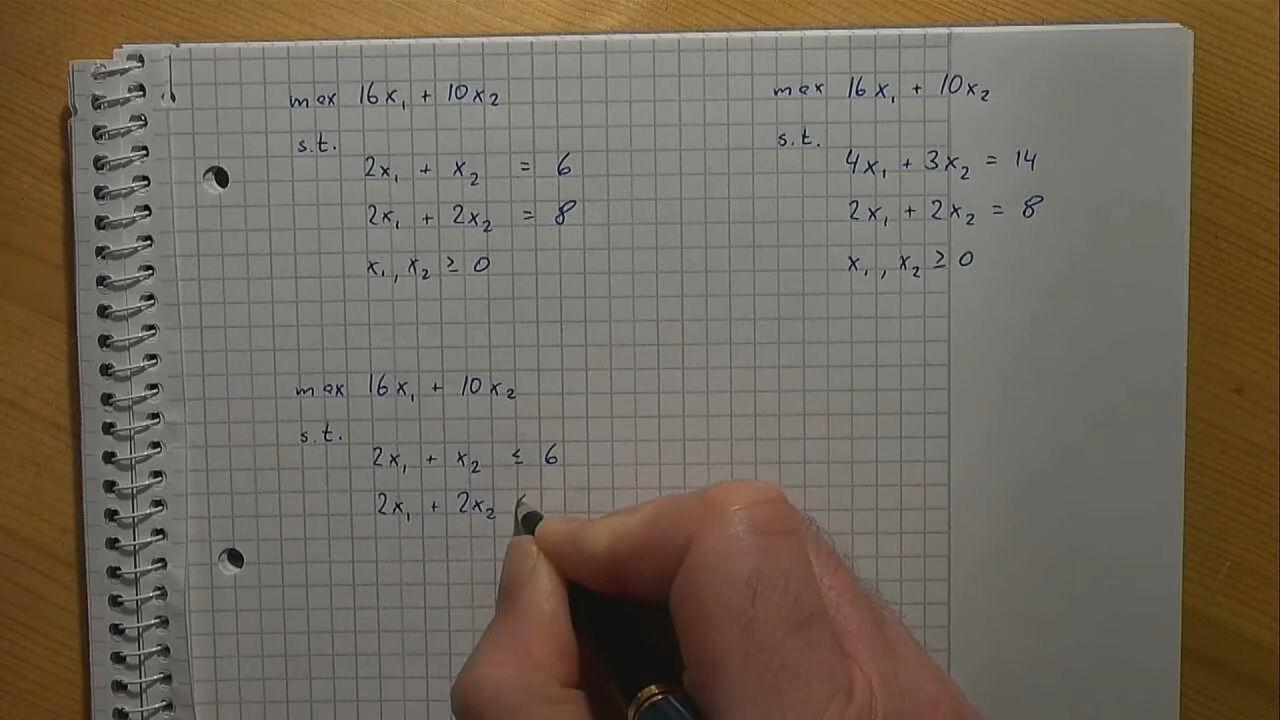 max 16x₁ + 10x₂
s.t.
2x₁ + x₂ = 6
2x₁ + 2x₂ = 8
x₁, x₂ ≥ 0
max 16x₁ + 10x₂
s.t.
4x₁ + 3x₂ = 14
2x₁ + 2x₂ = 8
x₁, x₂ ≥ 0
max 16x₁ + 10x₂
s.t.
2x₁ + x₂ ≤ 6
2x₁ + 2x₂